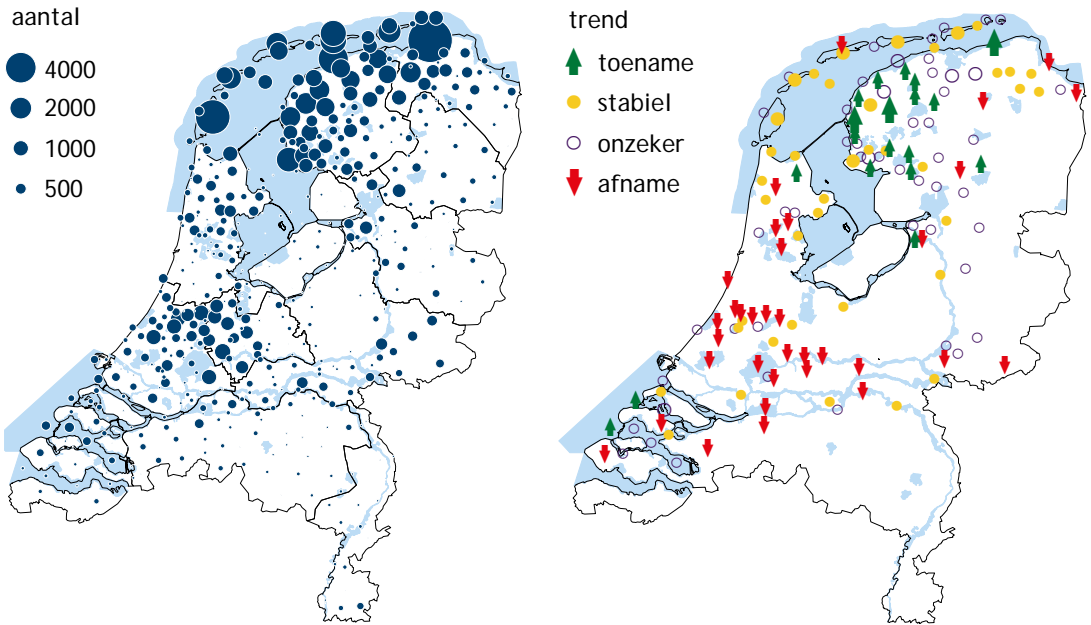 aantal
4000
2000
1000
500
trend
toename
stabiel
onzeker
afname